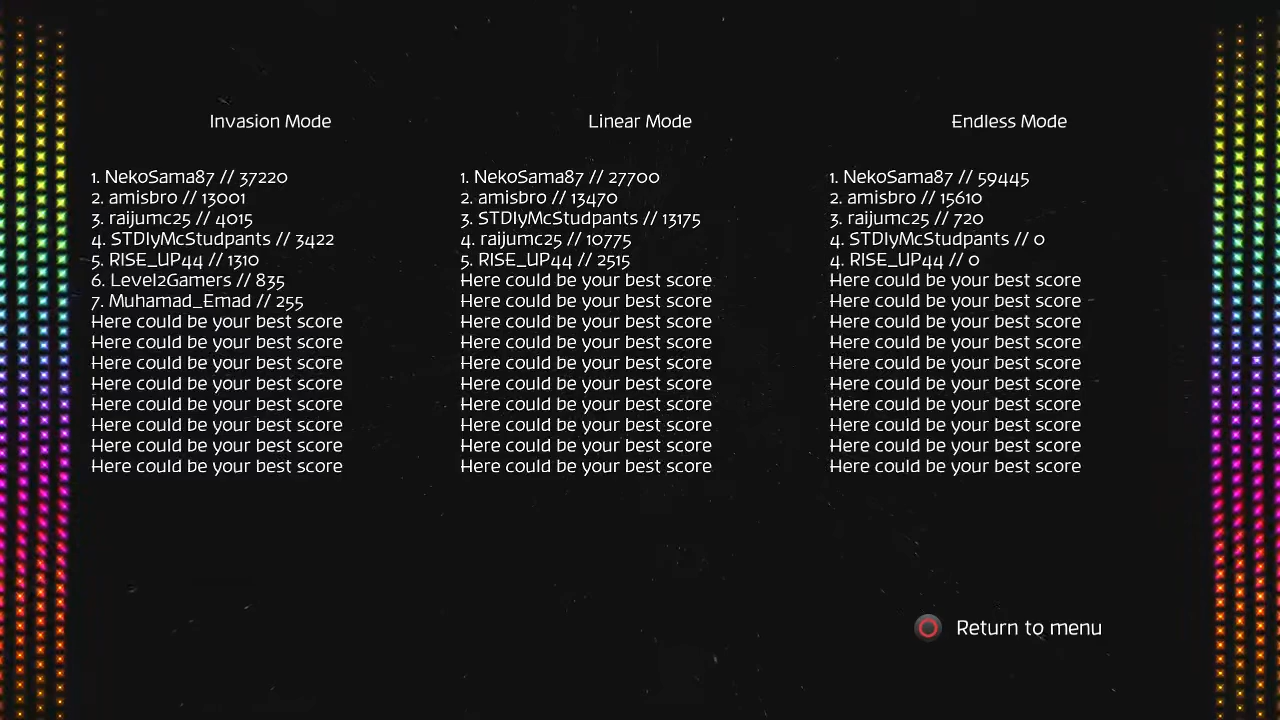 Invasion Mode
1. NekoSama87 // 37220
2. amisbro // 13001
3. raijumc25 // 4015
4. STDIyMcStudpants // 3422
5. RISE_UP44 // 1310
6. Level2Gamers // 835
7. Muhamad_Emad // 255
Here could be your best score
Here could be your best score
Here could be your best score
Here could be your best score
Here could be your best score
Here could be your best score
Here could be your best score
Here could be your best score
Linear Mode
1. NekoSama87 // 27700
2. amisbro // 13470
3. STDIyMcStudpants // 13175
4. raijumc25 // 10775
5. RISE_UP44 // 2515
Here could be your best score
Here could be your best score
Here could be your best score
Here could be your best score
Here could be your best score
Here could be your best score
Here could be your best score
Here could be your best score
Here could be your best score
Here could be your best score
Endless Mode
1. NekoSama87 // 59445
2. amisbro // 15610
3. raijumc25 // 720
4. STDIyMcStudpants // 0
4. RISE_UP44 // 0
Here could be your best score
Here could be your best score
Here could be your best score
Here could be your best score
Here could be your best score
Here could be your best score
Here could be your best score
Here could be your best score
Here could be your best score
Here could be your best score
Return to menu